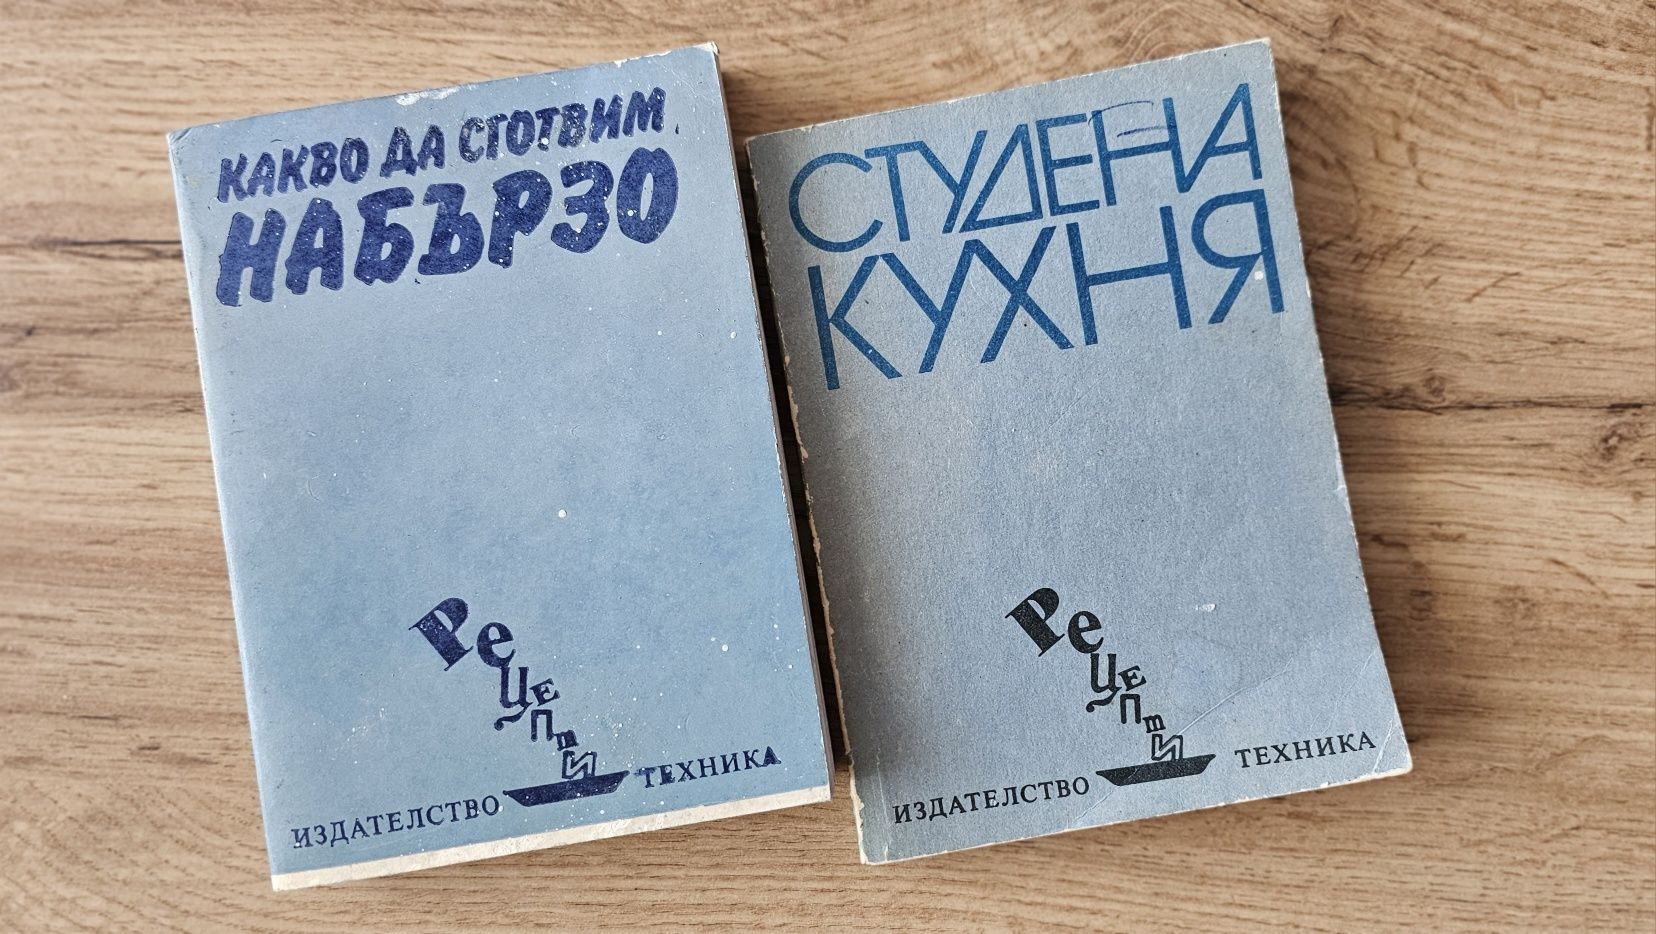 КАКВО ДА СГОТВИМ
НАБЪРЗО
Рецепти
ИЗДАТЕЛСТВО ТЕХНИКА
СТУДЕНА
КУХНЯ
Рецепти
ИЗДАТЕЛСТВО ТЕХНИКА